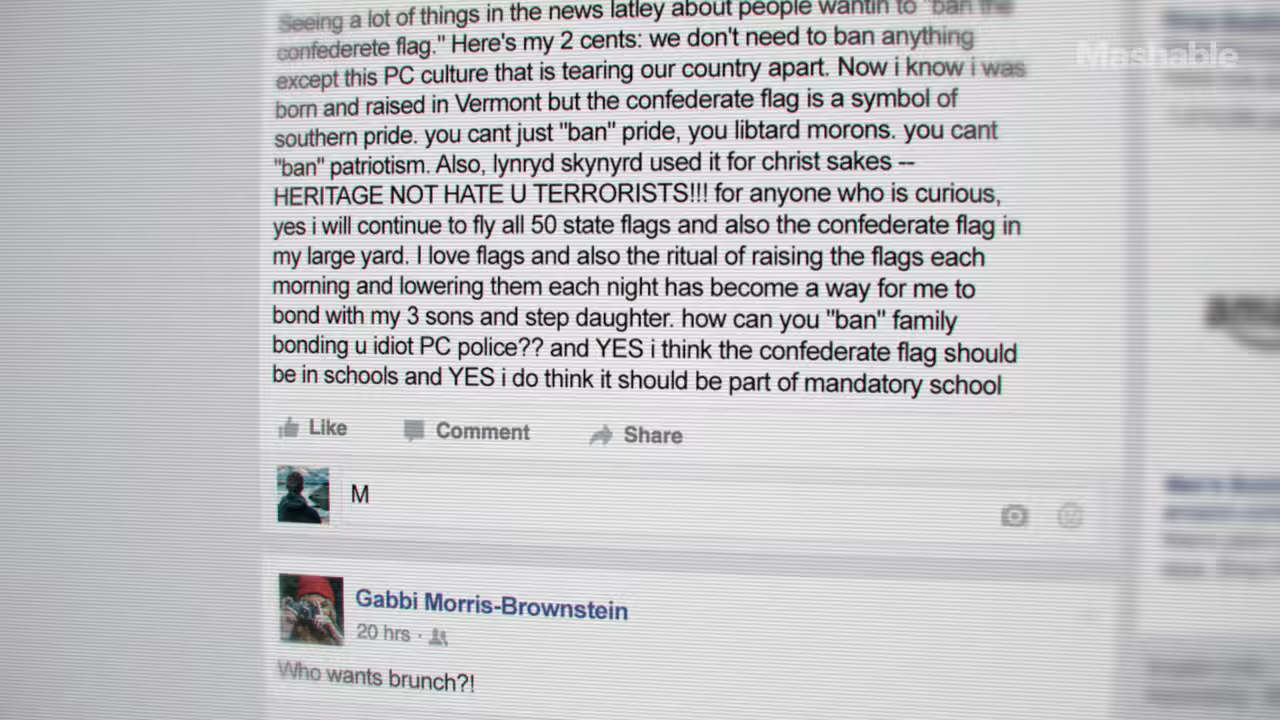 Seeing a lot of things in the news latley about people wantin to "ban the
Mashable
confederete flag." Here's my 2 cents: we don't need to ban anything
except this PC culture that is tearing our country apart. Now i know i was
born and raised in Vermont but the confederate flag is a symbol of
southern pride. you cant just "ban" pride, you libtard morons. you cant
"ban" patriotism. Also, lynryd skynyrd used it for christ sakes --
HERITAGE NOT HATE U TERRORISTS!!! for anyone who is curious,
yes i will continue to fly all 50 state flags and also the confederate flag in
my large yard. I love flags and also the ritual of raising the flags each
morning and lowering them each night has become a way for me to
bond with my 3 sons and step daughter. how can you "ban" family
bonding u idiot PC police?? and YES i think the confederate flag should
be in schools and YES i do think it should be part of mandatory school
Like Comment Share
M
Gabbi Morris-Brownstein
20 hrs ·
Who wants brunch?!